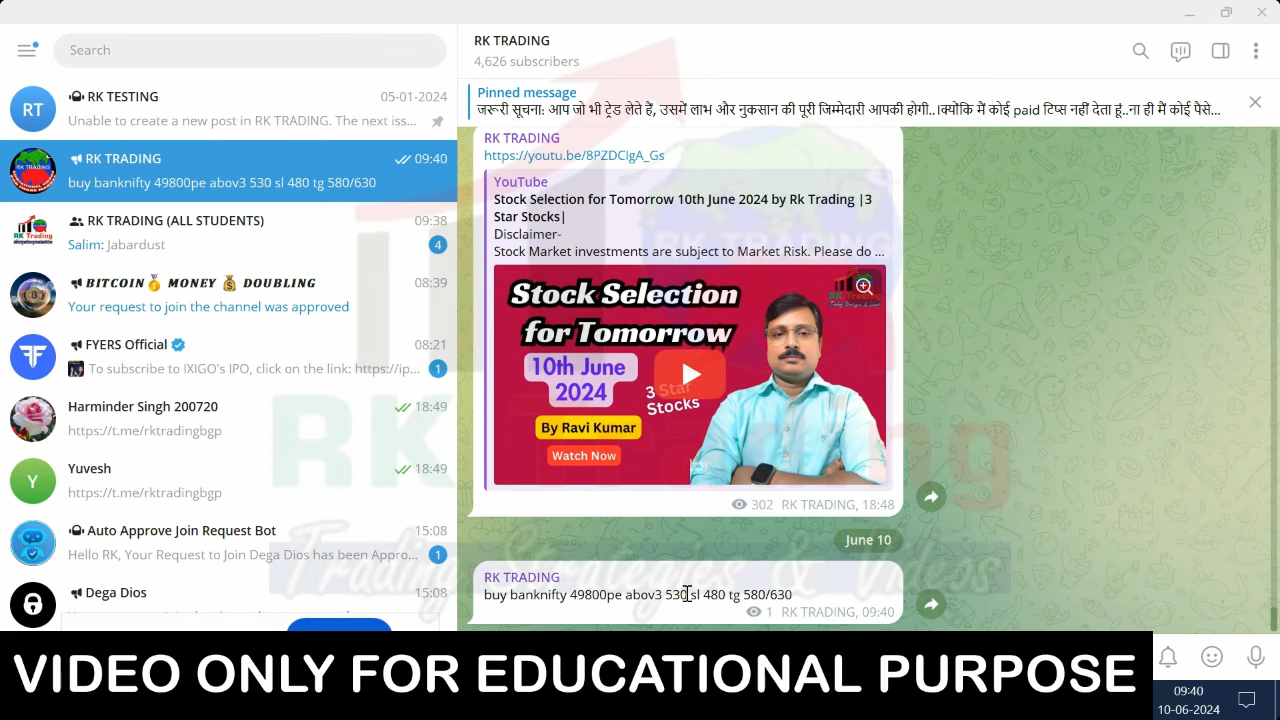 Search
RT
RK TESTING
05-01-2024
Unable to create a new post in RK TRADING. The next iss...
RK TRADING
09:40
buy banknifty 49800pe abov3 530 sl 480 tg 580/630
RK TRADING (ALL STUDENTS)
09:38
Salim: Jabardust
4
BITCOIN🥇 MONEY 💰 DOUBLING
08:39
Your request to join the channel was approved
FYERS Official
08:21
To subscribe to IXIGO's IPO, click on the link: https://ip...
1
Harminder Singh 200720
18:49
https://t.me/rktradingbgp
Y
Yuvesh
18:49
https://t.me/rktradingbgp
Auto Approve Join Request Bot
15:08
Hello RK, Your Request to Join Dega Dios has been Appro...
1
Dega Dios
15:08
RK TRADING
4,626 subscribers
Pinned message
जरूरी सूचना: आप जो भी ट्रेड लेते हैं, उसमें लाभ और नुकसान की पूरी जिम्मेदारी आपकी होगी..।क्योंकि मैं कोई paid टिप्स नहीं देता हूं..ना ही में कोई पैसे...
RK TRADING
https://youtu.be/8PZDCIgA_Gs
YouTube
Stock Selection for Tomorrow 10th June 2024 by Rk Trading |3
Star Stocks|
Disclaimer-
Stock Market investments are subject to Market Risk. Please do ...
Stock Selection
for Tomorrow
10th June
2024
3 Star
Stocks
By Ravi Kumar
Watch Now
302 RK TRADING, 18:48
June 10
RK TRADING
buy banknifty 49800pe abov3 530 sl 480 tg 580/630
1 RK TRADING, 09:40
VIDEO ONLY FOR EDUCATIONAL PURPOSE
09:40
10-06-2024